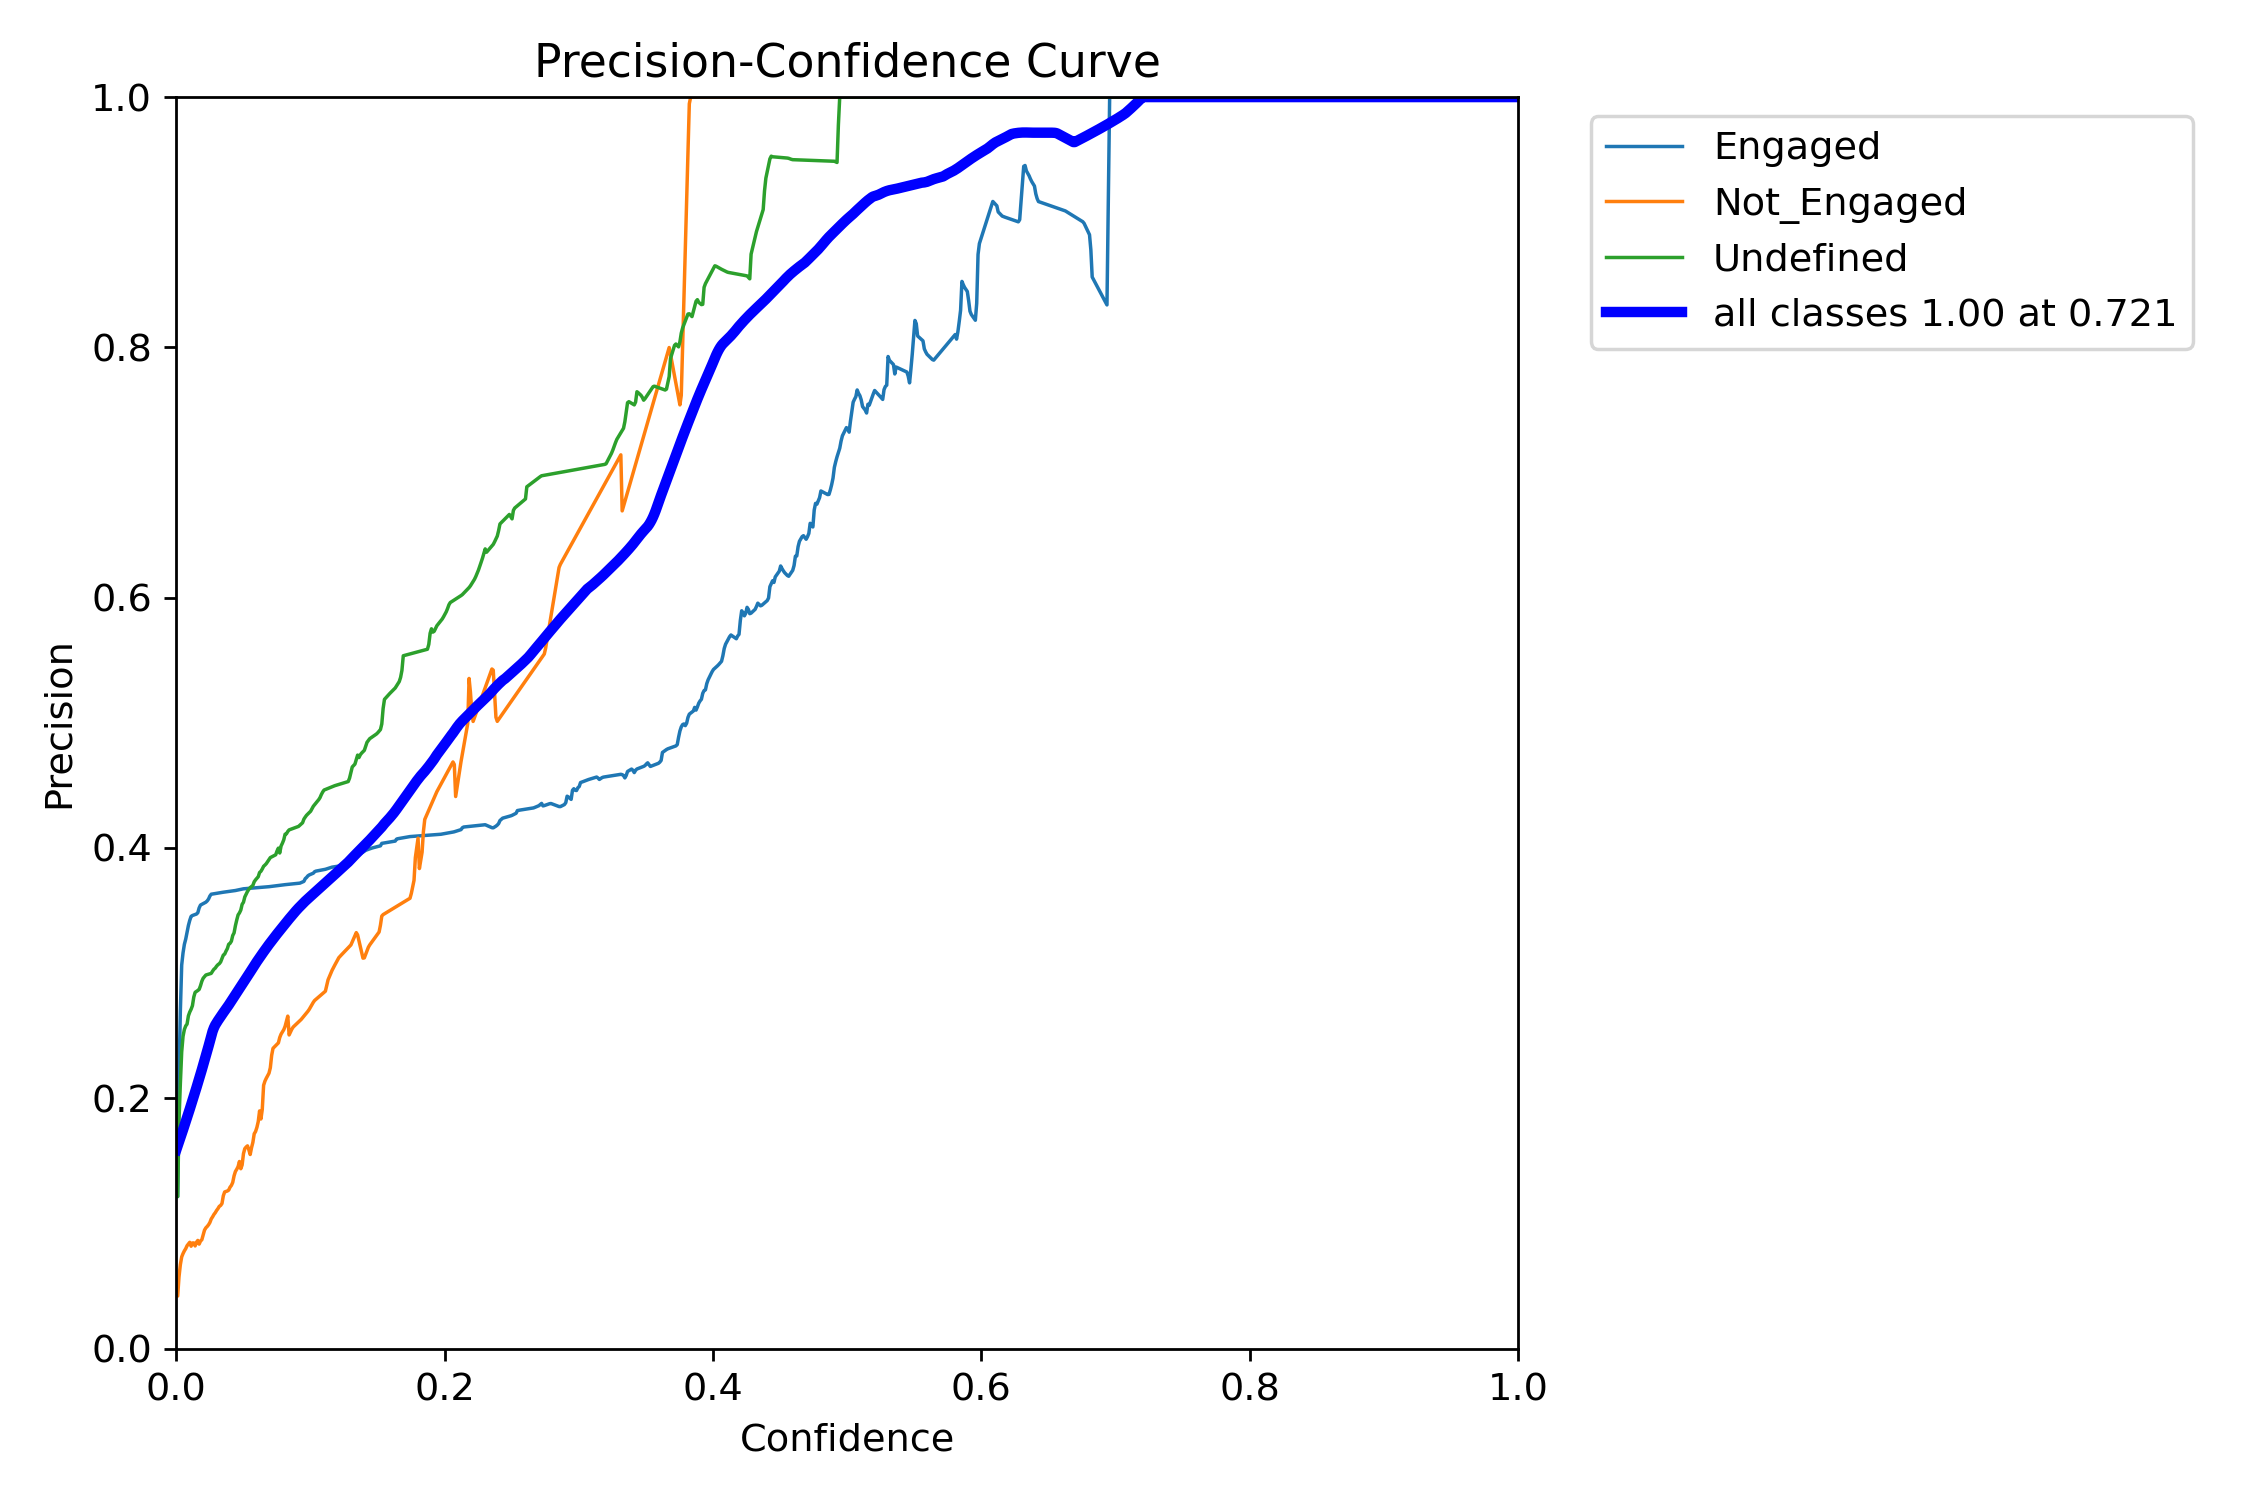 Precision-Confidence Curve
1.0
0.8
0.6
0.4
0.2
0.0
Precision
0.0 0.2 0.4 0.6 0.8 1.0
Confidence
Engaged
Not_Engaged
Undefined
all classes 1.00 at 0.721